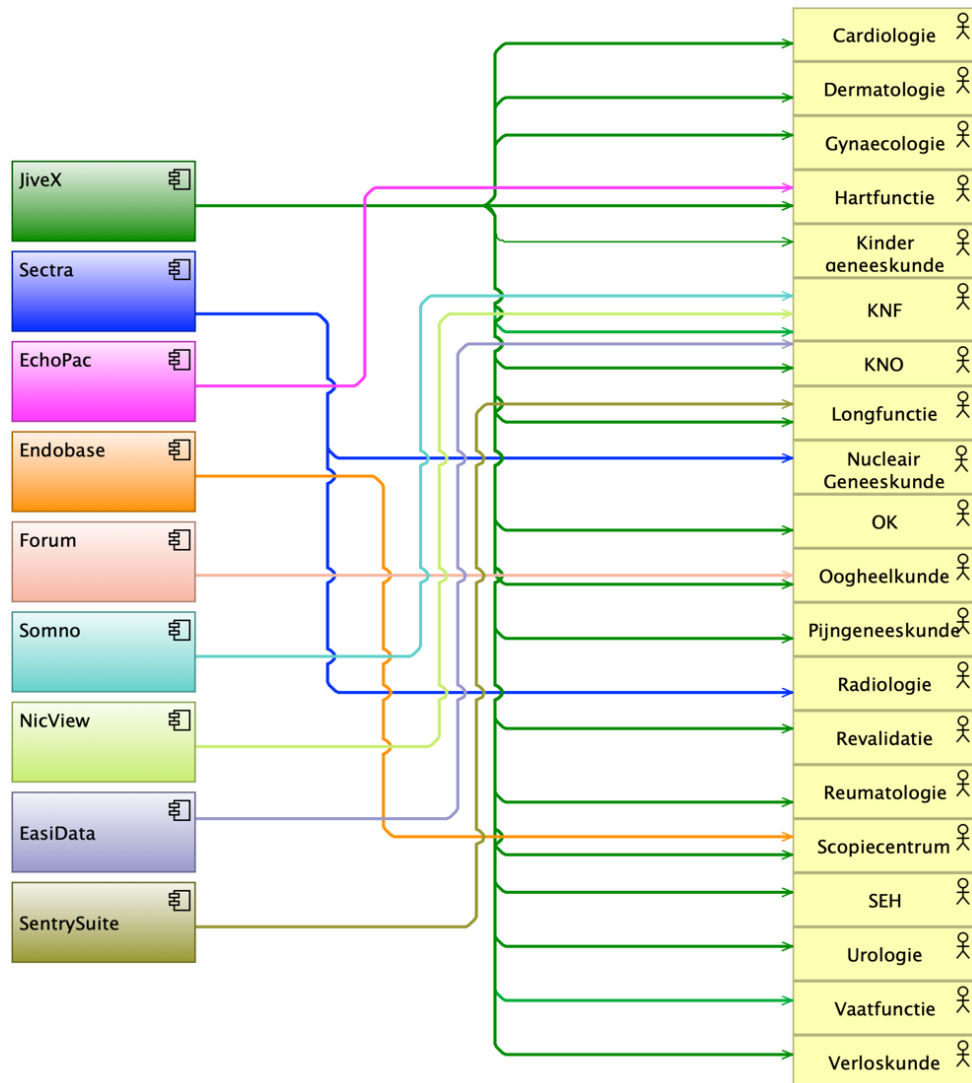 JiveX
Sectra
EchoPac
Endobase
Forum
Somno
NicView
EasiData
SentrySuite
Cardiologie
Dermatologie
Gynaecologie
Hartfunctie
Kinder
geneeskunde
KNF
KNO
Longfunctie
Nucleair
Geneeskunde
OK
Oogheelkunde
Pijngeneeskunde
Radiologie
Revalidatie
Reumatologie
Scopiecentrum
SEH
Urologie
Vaatfunctie
Verloskunde